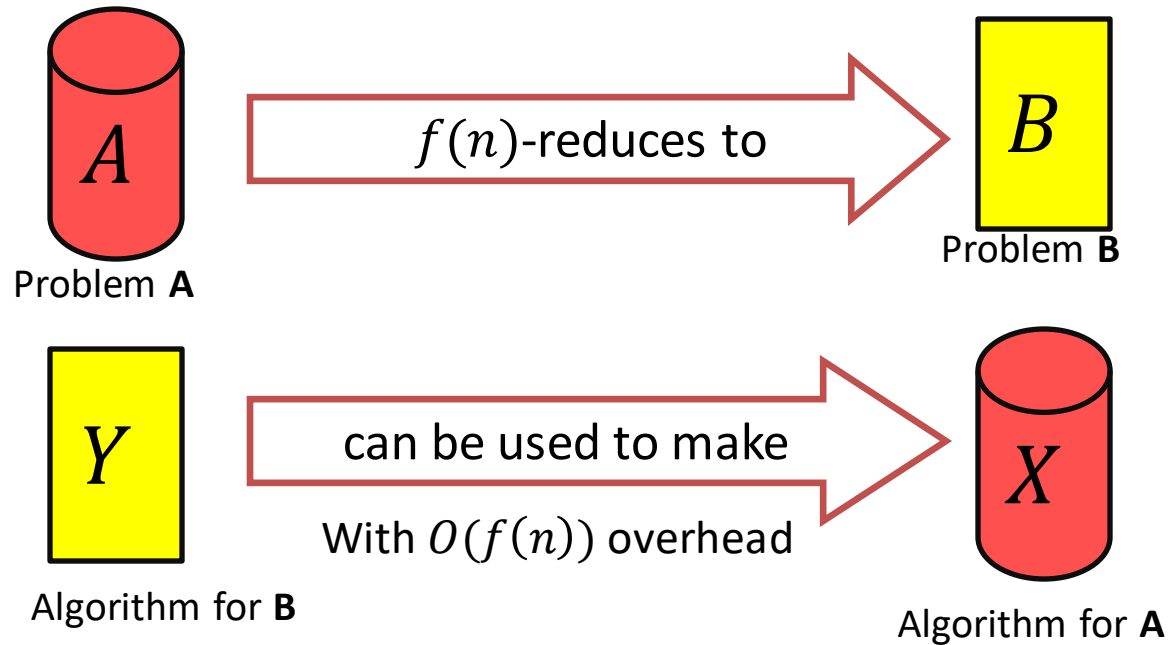 A
f(n)-reduces to
B
Problem A
Problem B
Y
can be used to make
X
With O(f(n)) overhead
Algorithm for B
Algorithm for A